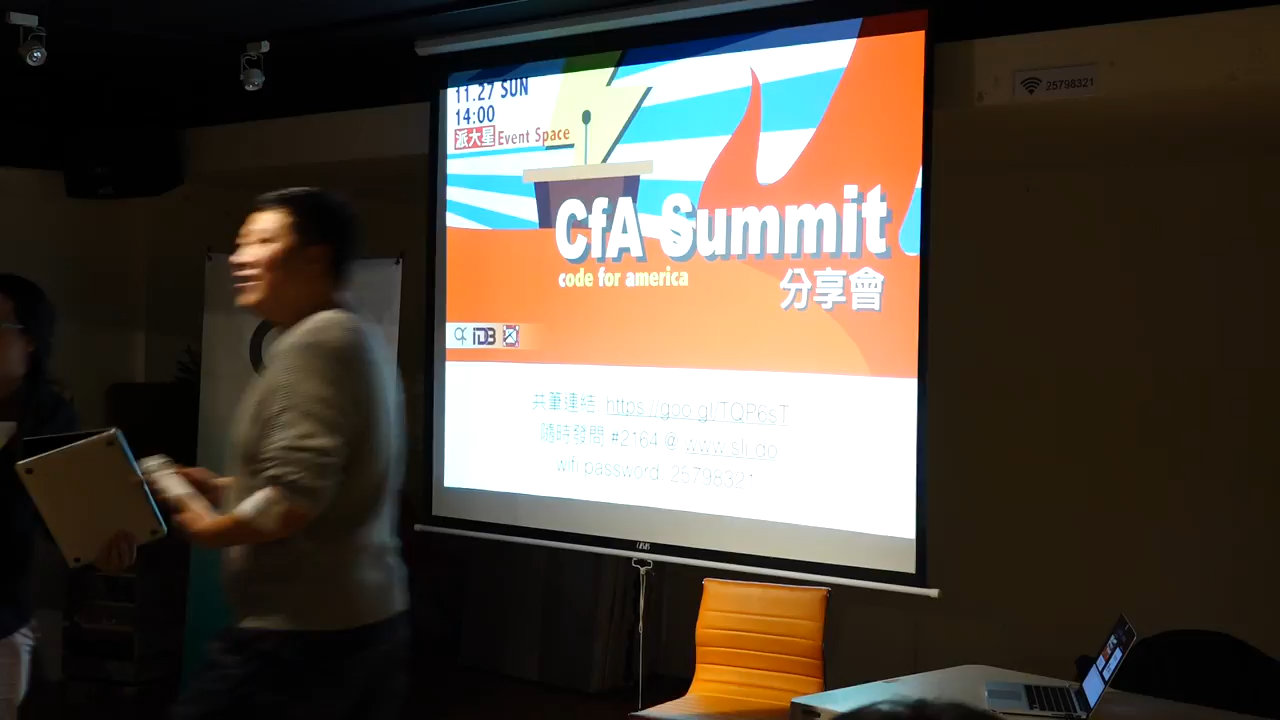 11.27 SUN
14:00
派大星 Event Space
CfA Summit
code for america
分享會
IDB
共筆連結 https://goo.gl/TQP6sT
隨時發問 #2164 @ www.sli.do
wifi password: 25798321
25798321